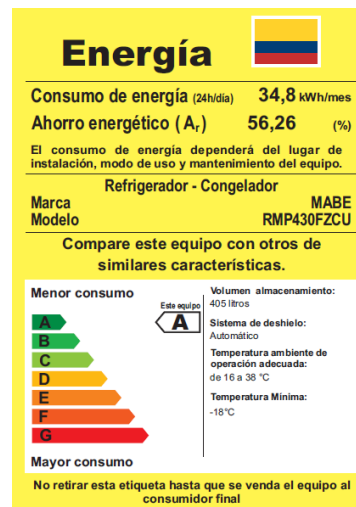 Energía
Consumo de energía (24h/día) 34,8 kWh/mes
Ahorro energético ( Ar ) 56,26 (%)
El consumo de energía dependerá del lugar de
instalación, modo de uso y mantenimiento del equipo.
Refrigerador - Congelador
Marca MABE
Modelo RMP430FZCU
Compare este equipo con otros de
similares características.
Menor consumo
Este equipo
A
A
B
C
D
E
F
G
Mayor consumo
Volumen almacenamiento:
405 litros
Sistema de deshielo:
Automático
Temperatura ambiente de
operación adecuada:
de 16 a 38 °C
Temperatura Mínima:
-18°C
No retirar esta etiqueta hasta que se venda el equipo al
consumidor final